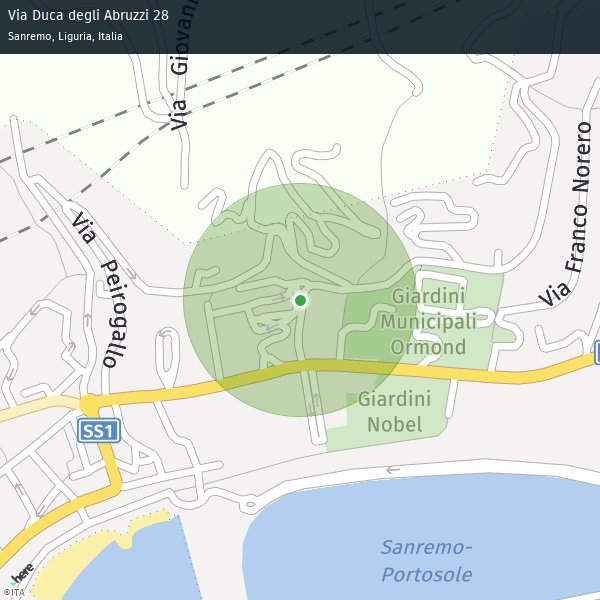 Via Duca degli Abruzzi 28
Sanremo, Liguria, Italia
Via Giovanni
Via Franco Norero
Via Peirogallo
Giardini
Municipali
Ormond
Giardini
Nobel
SS1
Sanremo-
Portosole
here
©ITA